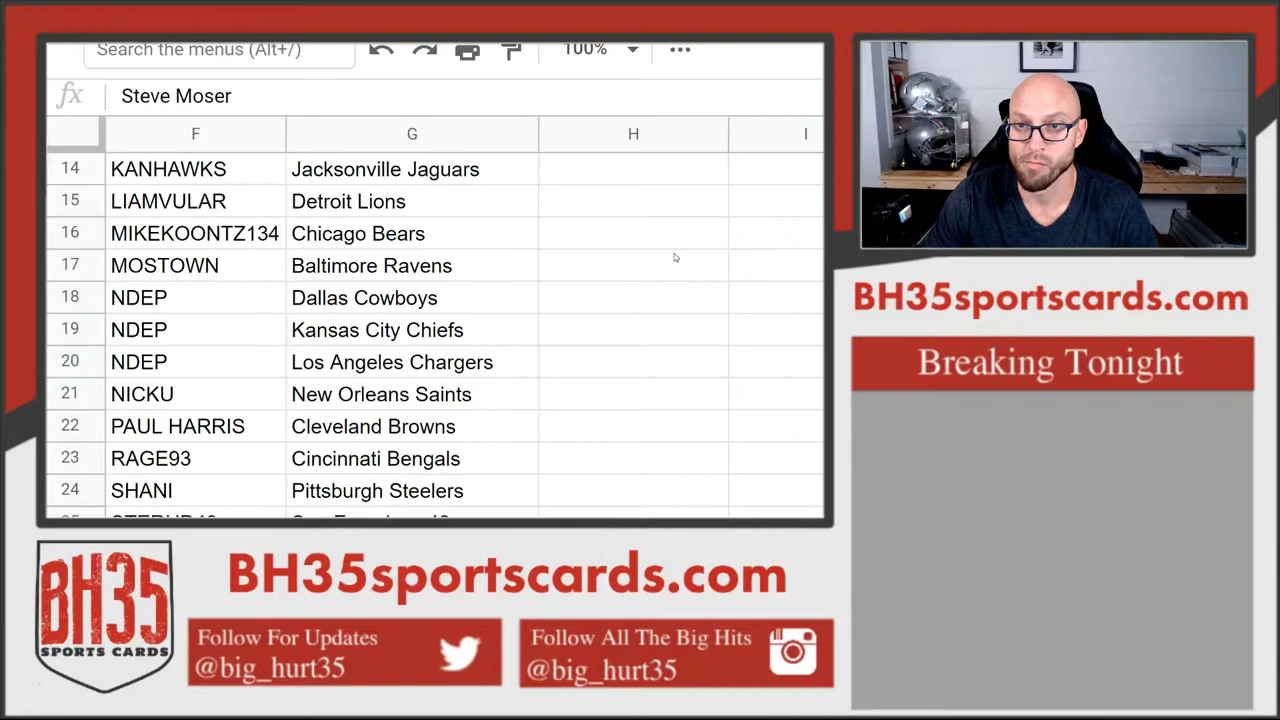 Search the menus (Alt+/)
100%
fx Steve Moser
F G H I
14 KANHAWKS Jacksonville Jaguars
15 LIAMVULAR Detroit Lions
16 MIKEKOONTZ134 Chicago Bears
17 MOSTOWN Baltimore Ravens
18 NDEP Dallas Cowboys
19 NDEP Kansas City Chiefs
20 NDEP Los Angeles Chargers
21 NICKU New Orleans Saints
22 PAUL HARRIS Cleveland Browns
23 RAGE93 Cincinnati Bengals
24 SHANI Pittsburgh Steelers
BH35sportscards.com
Breaking Tonight
BH35
SPORTS CARDS
BH35sportscards.com
Follow For Updates
@big_hurt35
Follow All The Big Hits
@big_hurt35